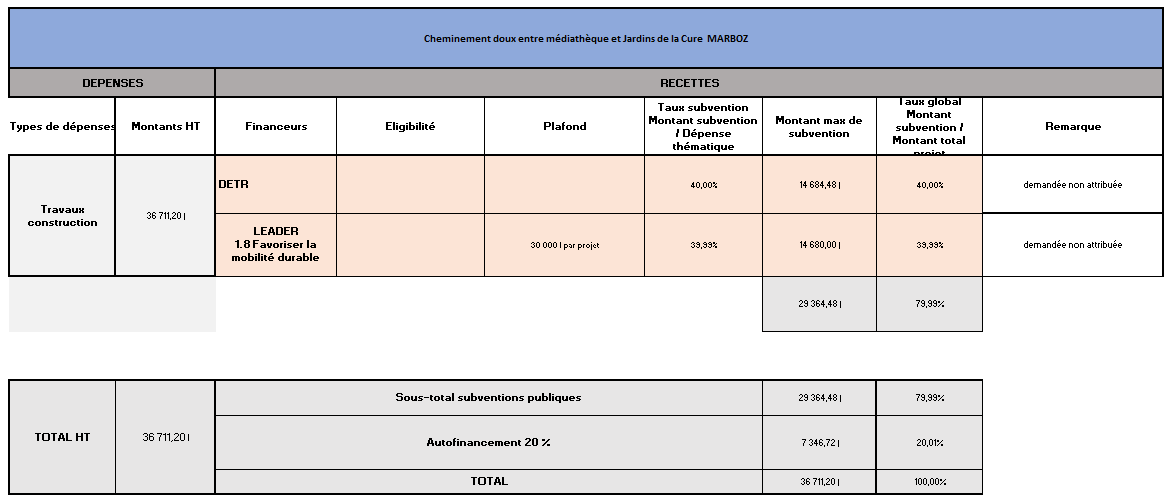 Cheminement doux entre médiathèque et Jardins de la Cure MARBOZ
DEPENSES RECETTES
Types de dépenses Montants HT Financeurs Eligibilité Plafond Taux subvention Montant subvention / Dépense thématique Montant max de subvention Taux global Montant subvention / Montant total projet Remarque
Travaux construction 36 711,20 | DETR 40,00% 14 684,48 | 40,00% demandée non attribuée
LEADER
1.8 Favoriser la
mobilité durable 30 000 | par projet 39,99% 14 680,00 | 39,99% demandée non attribuée
29 364,48 | 79,99%
TOTAL HT 36 711,20 | Sous-total subventions publiques 29 364,48 | 79,99%
Autofinancement 20 % 7 346,72 | 20,01%
TOTAL 36 711,20 | 100,00%